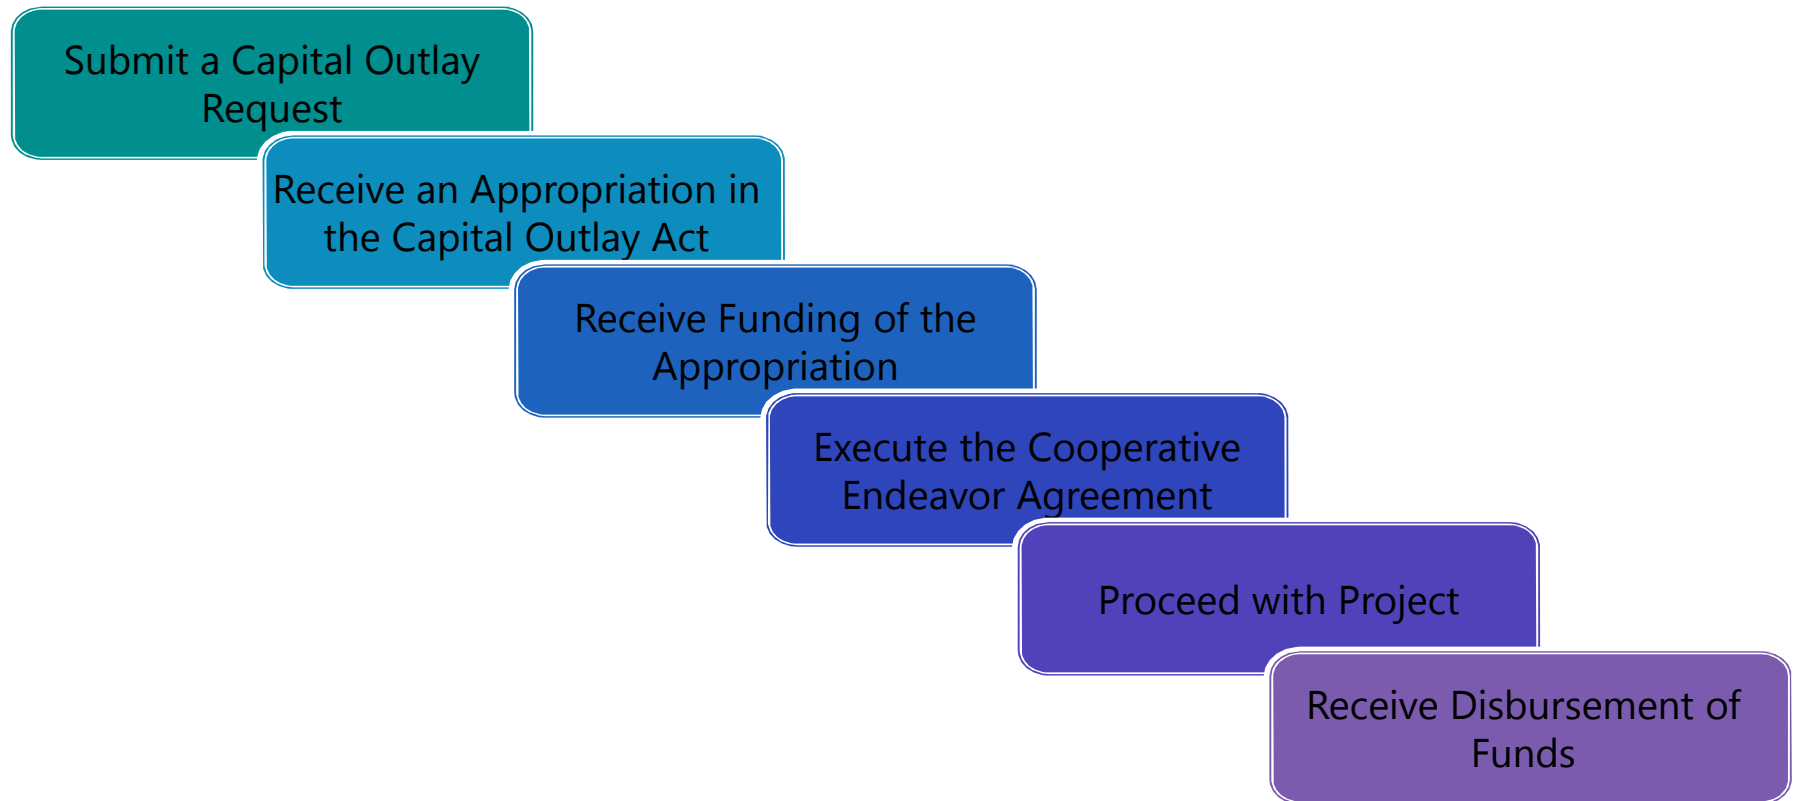 Submit a Capital Outlay
Request
Receive an Appropriation in
the Capital Outlay Act
Receive Funding of the
Appropriation
Execute the Cooperative
Endeavor Agreement
Proceed with Project
Receive Disbursement of
Funds